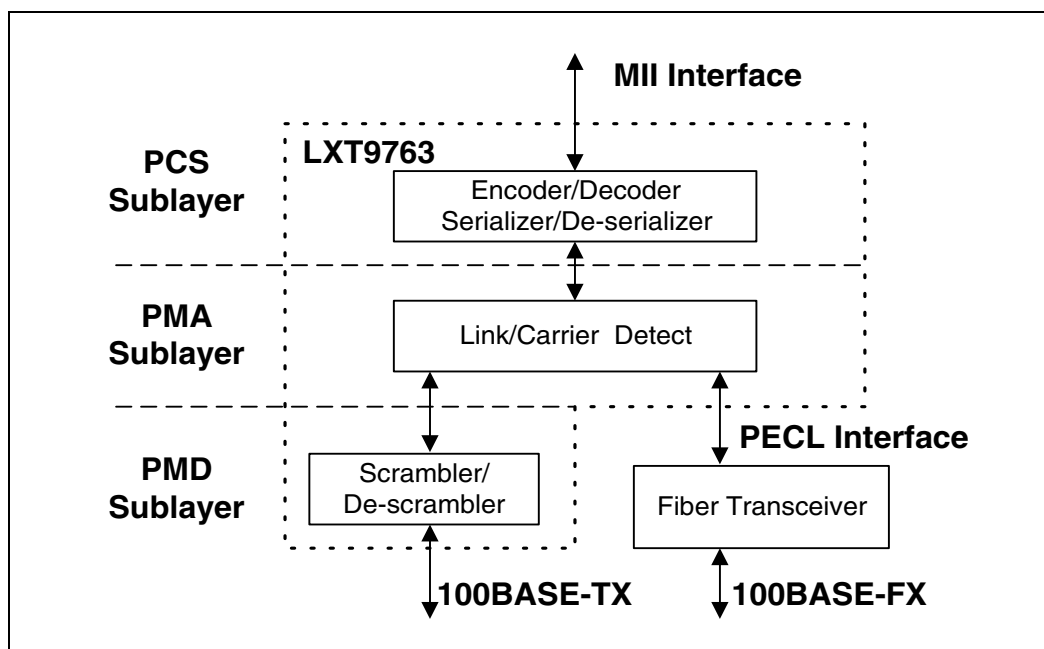 MII Interface
LXT9763
PCS
Sublayer
Encoder/Decoder
Serializer/De-serializer
PMA
Sublayer
Link/Carrier Detect
PECL Interface
PMD
Sublayer
Scrambler/
De-scrambler
Fiber Transceiver
100BASE-TX
100BASE-FX